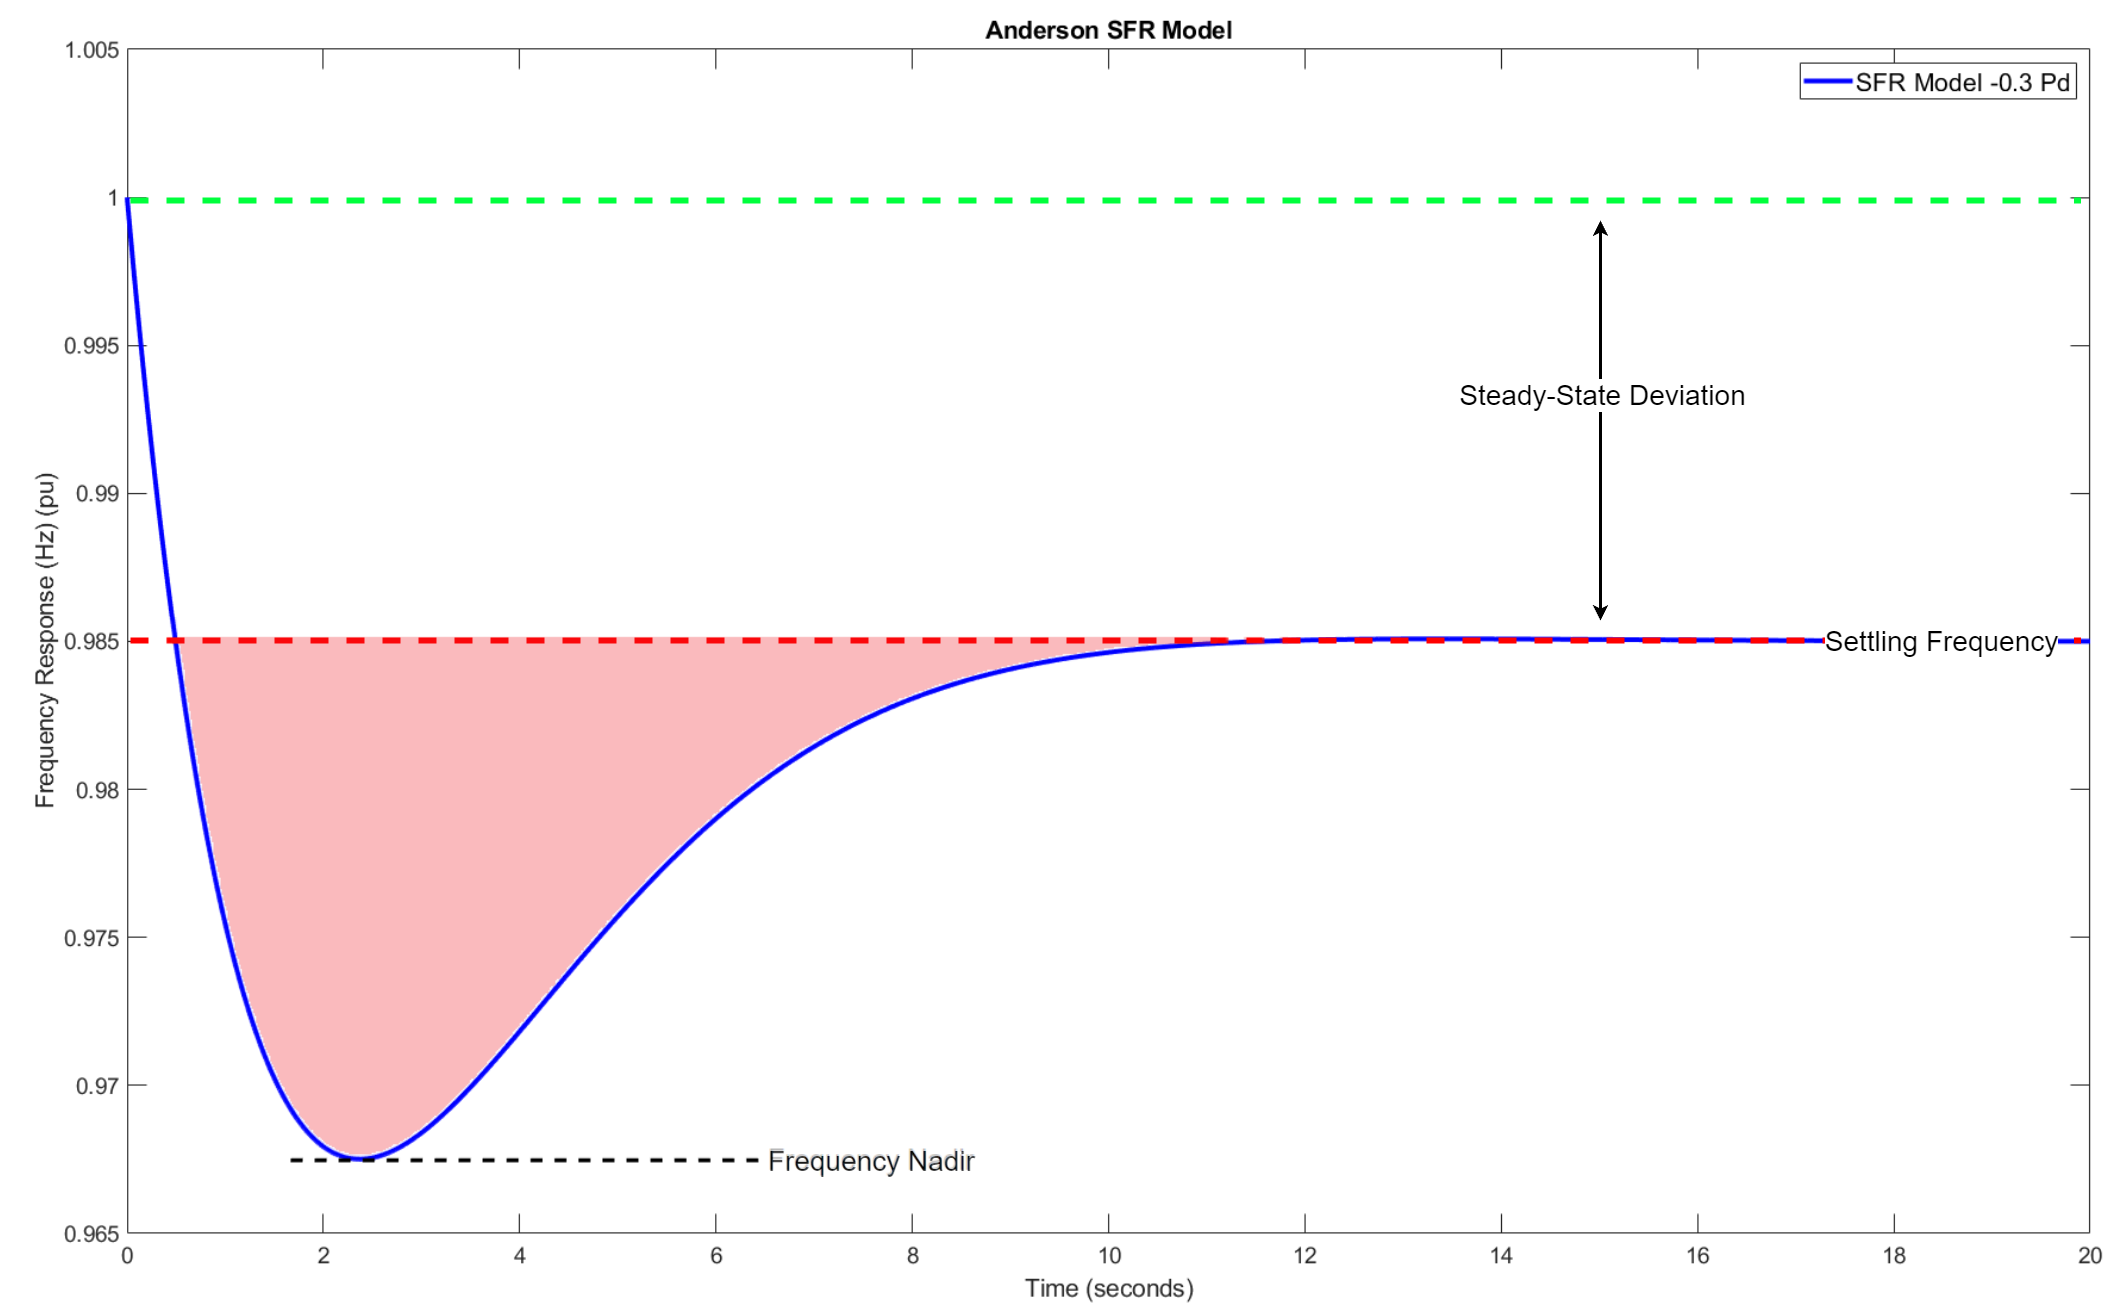 Anderson SFR Model
SFR Model -0.3 Pd
1.005
1
0.995
0.99
0.985
0.98
0.975
0.97
0.965
Frequency Response (Hz) (pu)
Steady-State Deviation
Settling Frequency
Frequency Nadir
0 2 4 6 8 10 12 14 16 18 20
Time (seconds)